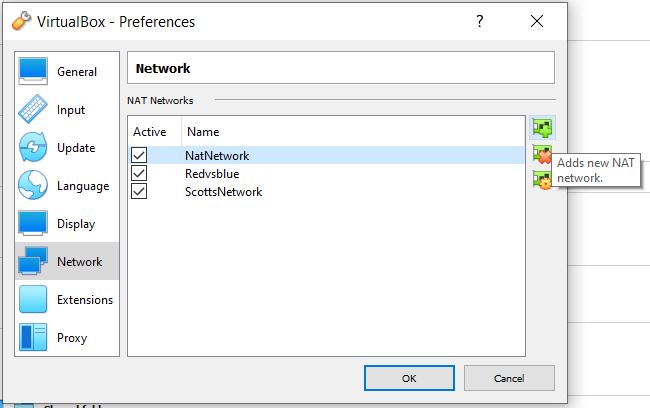 VirtualBox - Preferences
?
General
Input
Update
Language
Display
Network
Extensions
Proxy
Network
NAT Networks
Active Name
NatNetwork
Redvsblue
ScottsNetwork
Adds new NAT
network.
OK
Cancel